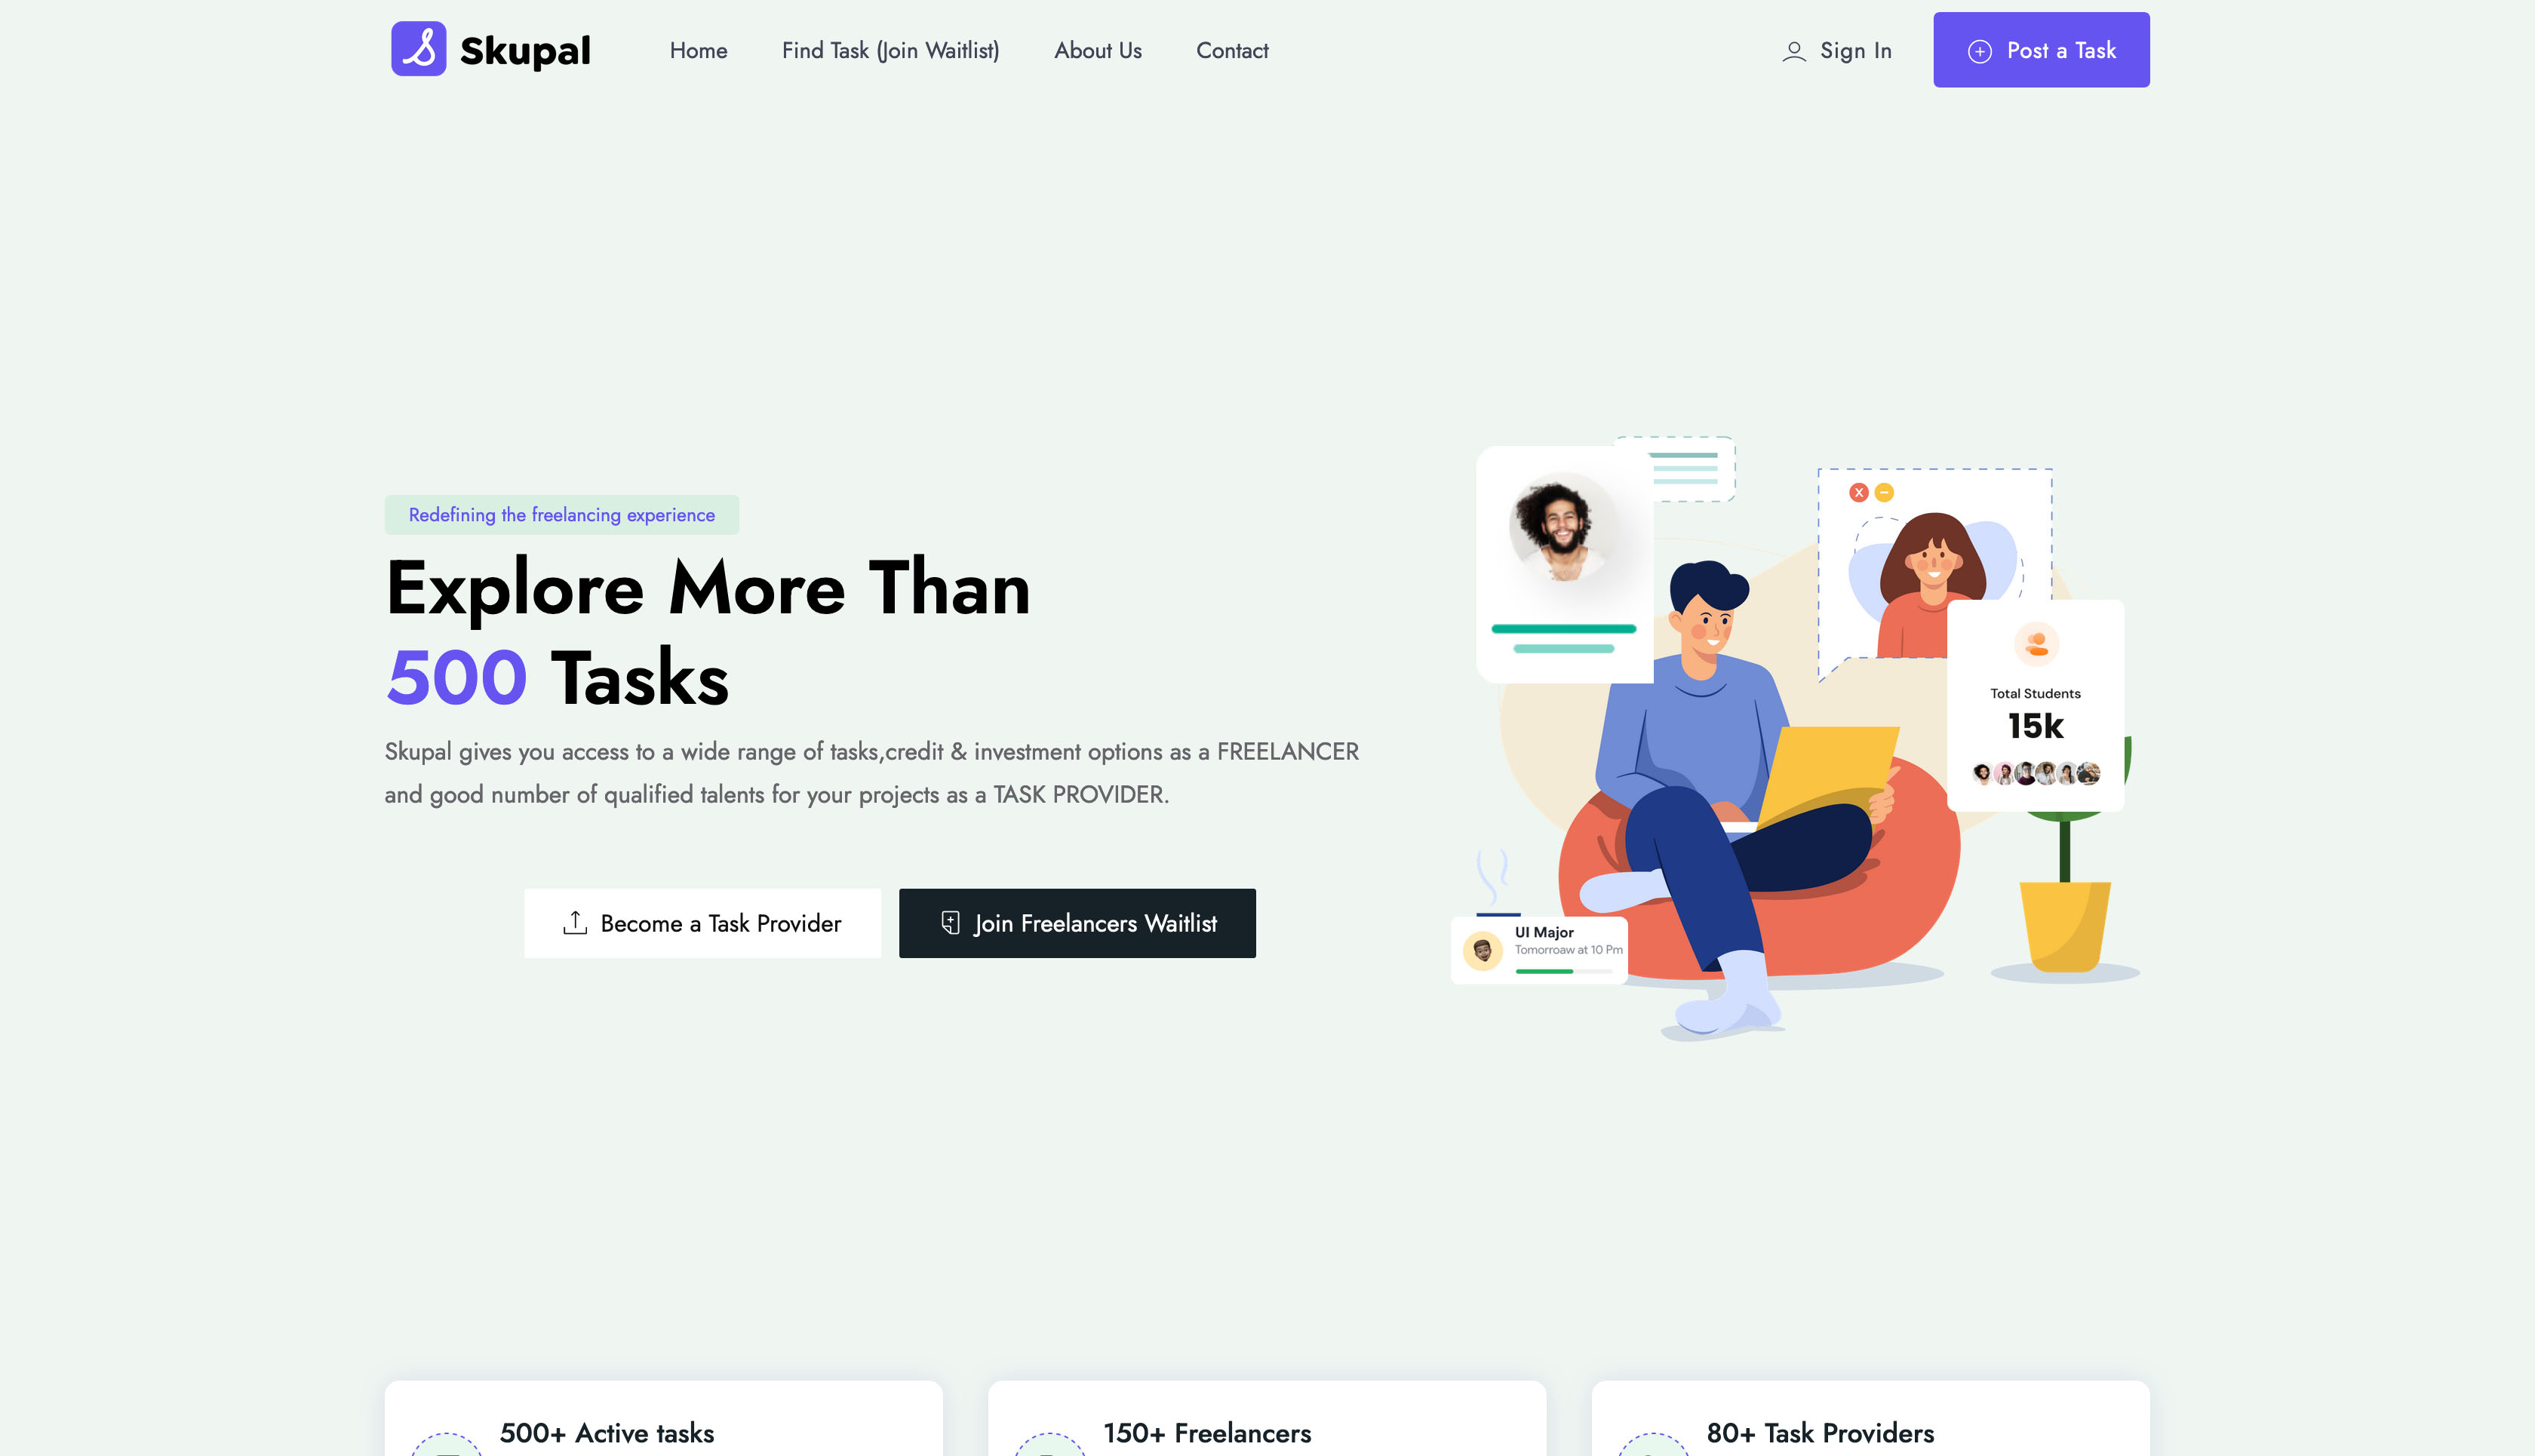 Skupal
Home
Find Task (Join Waitlist)
About Us
Contact
Sign In
Post a Task
Redefining the freelancing experience
Explore More Than
500 Tasks
Skupal gives you access to a wide range of tasks,credit & investment options as a FREELANCER
and good number of qualified talents for your projects as a TASK PROVIDER.
Become a Task Provider
Join Freelancers Waitlist
X
Total Students
15k
UI Major
Tomorroaw at 10 Pm
500+ Active tasks
150+ Freelancers
80+ Task Providers